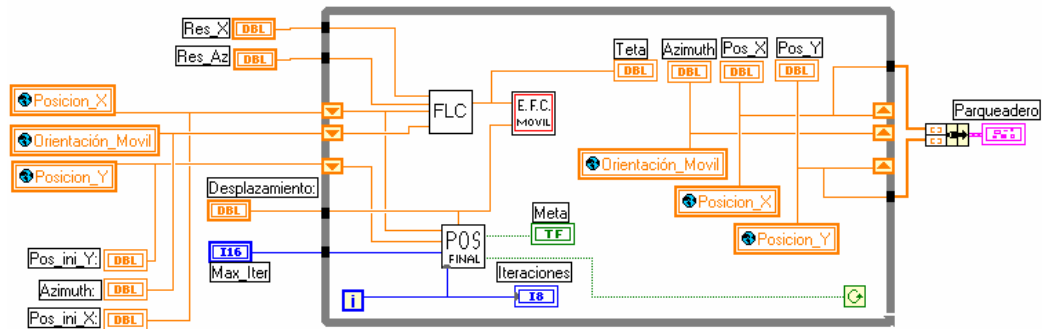 Res_X DBL
Res_Az DBL
Posicion_X
Orientación_Movil
Posicion_Y
Desplazamiento:
DBL
I16
Max_Iter
Pos_ini_Y: DBL
Azimuth: DBL
Pos_ini_X: DBL
FLC
E.F.C.
MOVIL
POS
FINAL
Meta
TF
Iteraciones
I8
i
Teta
DBL
Azimuth
DBL
Pos_X
DBL
Pos_Y
DBL
Orientación_Movil
Posicion_X
Posicion_Y
Parqueadero